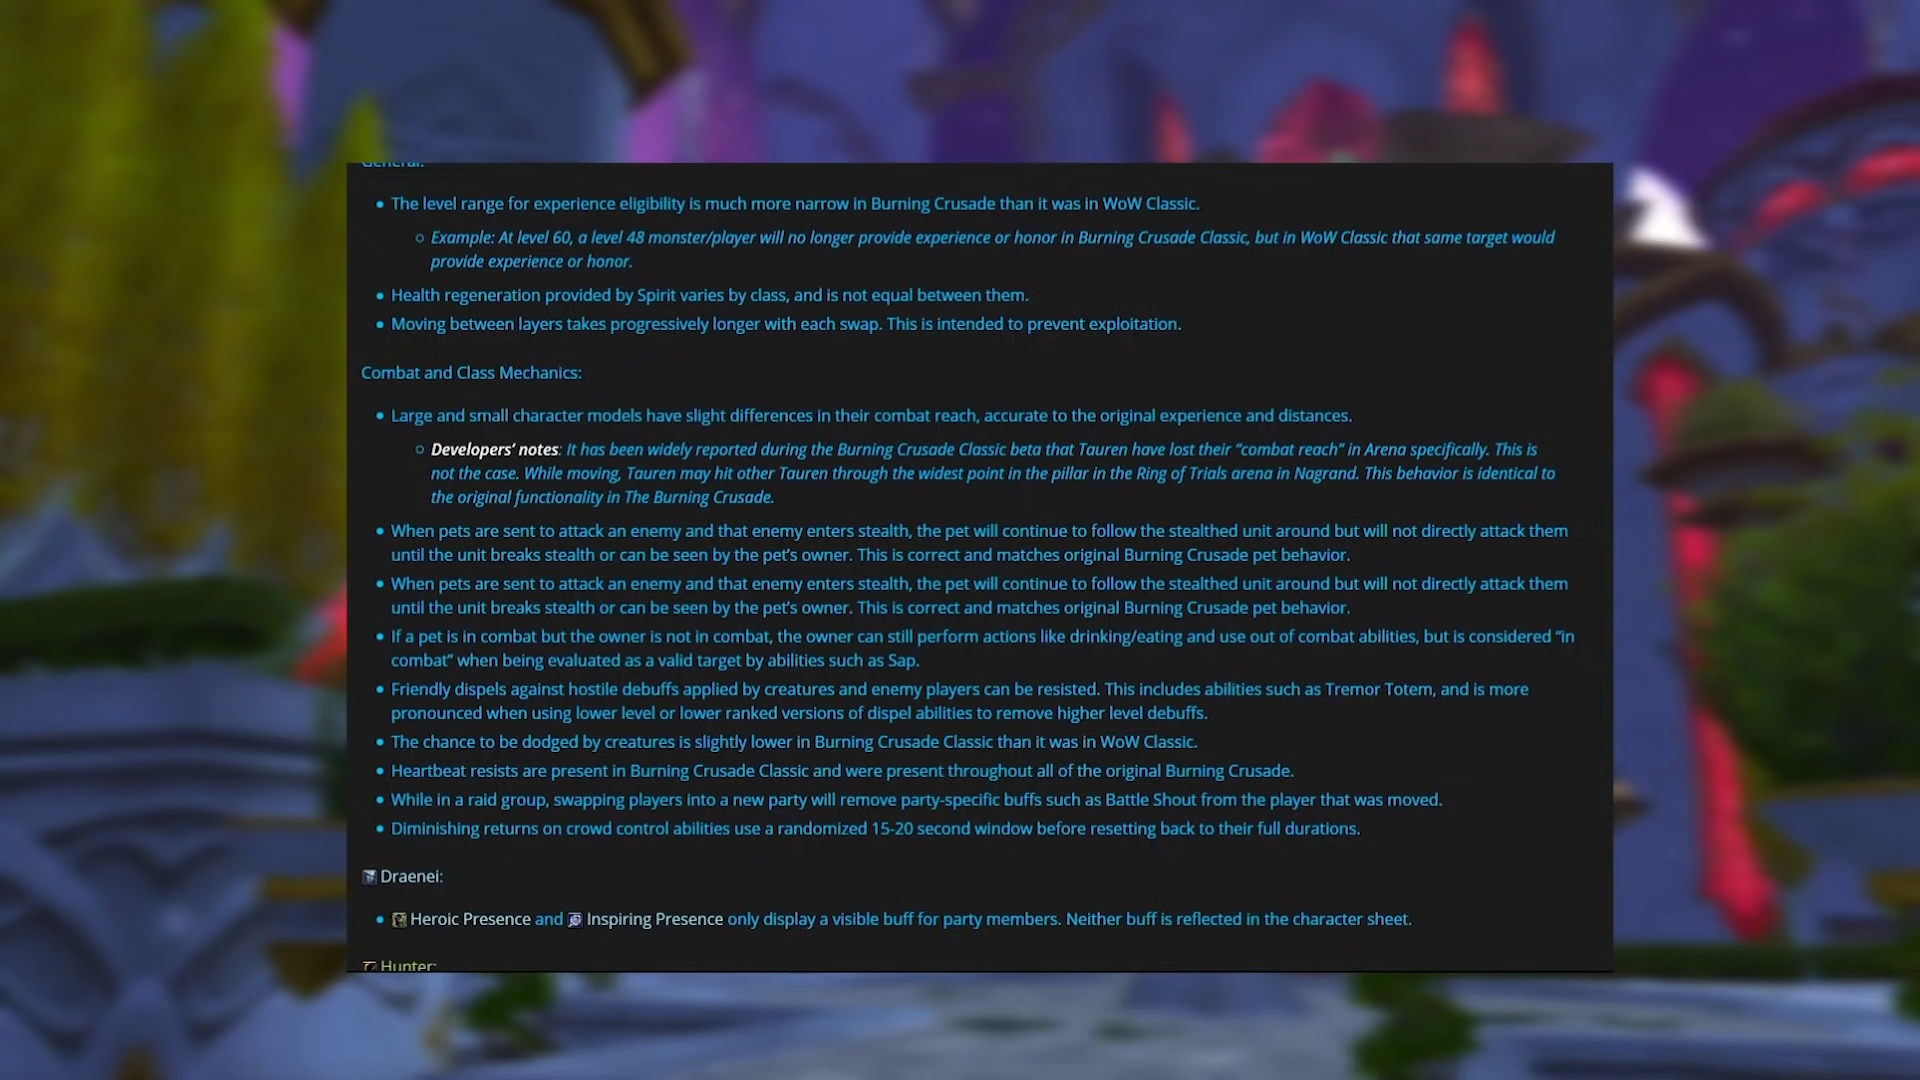 General:
The level range for experience eligibility is much more narrow in Burning Crusade than it was in WoW Classic.
Example: At level 60, a level 48 monster/player will no longer provide experience or honor in Burning Crusade Classic, but in WoW Classic that same target would
provide experience or honor.
Health regeneration provided by Spirit varies by class, and is not equal between them.
Moving between layers takes progressively longer with each swap. This is intended to prevent exploitation.
Combat and Class Mechanics:
Large and small character models have slight differences in their combat reach, accurate to the original experience and distances.
Developers’ notes: It has been widely reported during the Burning Crusade Classic beta that Tauren have lost their “combat reach” in Arena specifically. This is
not the case. While moving, Tauren may hit other Tauren through the widest point in the pillar in the Ring of Trials arena in Nagrand. This behavior is identical to
the original functionality in The Burning Crusade.
When pets are sent to attack an enemy and that enemy enters stealth, the pet will continue to follow the stealthed unit around but will not directly attack them
until the unit breaks stealth or can be seen by the pet’s owner. This is correct and matches original Burning Crusade pet behavior.
When pets are sent to attack an enemy and that enemy enters stealth, the pet will continue to follow the stealthed unit around but will not directly attack them
until the unit breaks stealth or can be seen by the pet’s owner. This is correct and matches original Burning Crusade pet behavior.
If a pet is in combat but the owner is not in combat, the owner can still perform actions like drinking/eating and use out of combat abilities, but is considered “in
combat” when being evaluated as a valid target by abilities such as Sap.
Friendly dispels against hostile debuffs applied by creatures and enemy players can be resisted. This includes abilities such as Tremor Totem, and is more
pronounced when using lower level or lower ranked versions of dispel abilities to remove higher level debuffs.
The chance to be dodged by creatures is slightly lower in Burning Crusade Classic than it was in WoW Classic.
Heartbeat resists are present in Burning Crusade Classic and were present throughout all of the original Burning Crusade.
While in a raid group, swapping players into a new party will remove party-specific buffs such as Battle Shout from the player that was moved.
Diminishing returns on crowd control abilities use a randomized 15-20 second window before resetting back to their full durations.
Draenei:
Heroic Presence and Inspiring Presence only display a visible buff for party members. Neither buff is reflected in the character sheet.
Hunter: